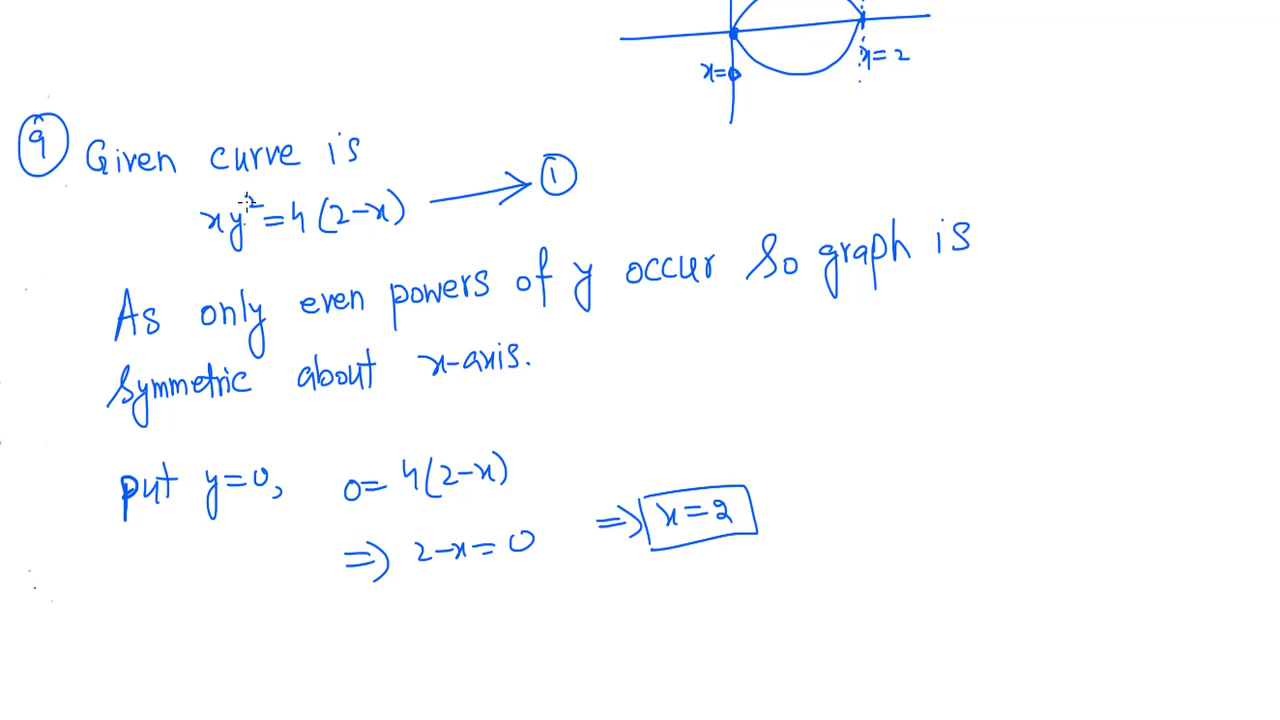 x=0
x=2
9 Given curve is
xy²=4(2-x) → 1
As only even powers of y occur so graph is
symmetric about x-axis.
put y=0, 0= 4(2-x)
⇒ 2-x=0 ⇒ x=2